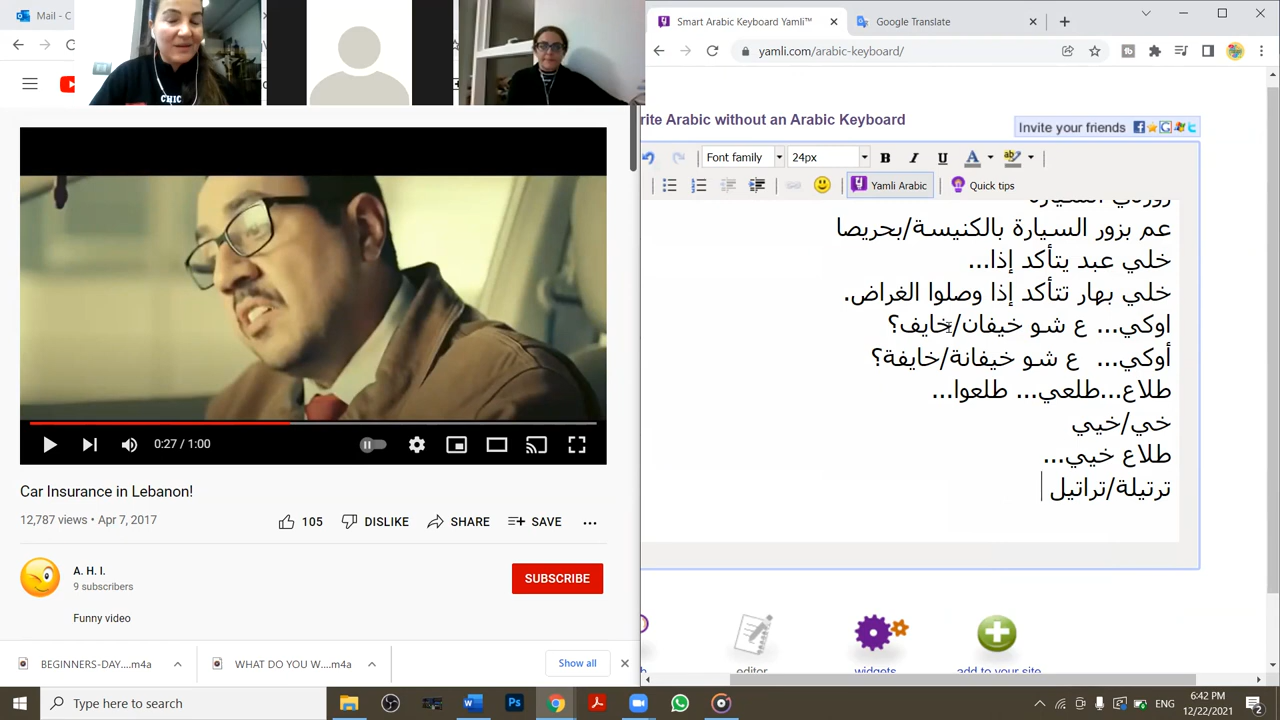 Mail - C
CHIC
0:27 / 1:00
Car Insurance in Lebanon!
12,787 views • Apr 7, 2017
105
DISLIKE
SHARE
SAVE
A. H. I.
9 subscribers
SUBSCRIBE
Funny video
BEGINNERS-DAY....m4a
WHAT DO YOU W....m4a
Show all
Smart Arabic Keyboard Yamli™
Google Translate
yamli.com/arabic-keyboard/
rite Arabic without an Arabic Keyboard
Invite your friends
Font family
24px
B I U A
Yamli Arabic
Quick tips
عم بزور السيارة بالكنيسة/بحريصا
خلي عبد يتأكد إذا...
خلي بهار تتأكد إذا وصلوا الغراض.
اوكي... ع شو خيفان/خايف؟
أوكي... ع شو خيفانة/خايفة؟
طلاع...طلعي... طلعوا...
خي/خيي
طلاع خيي...
ترتيلة/تراتيل
editor
widgets
add to your site
Type here to search
ENG
6:42 PM
12/22/2021
2